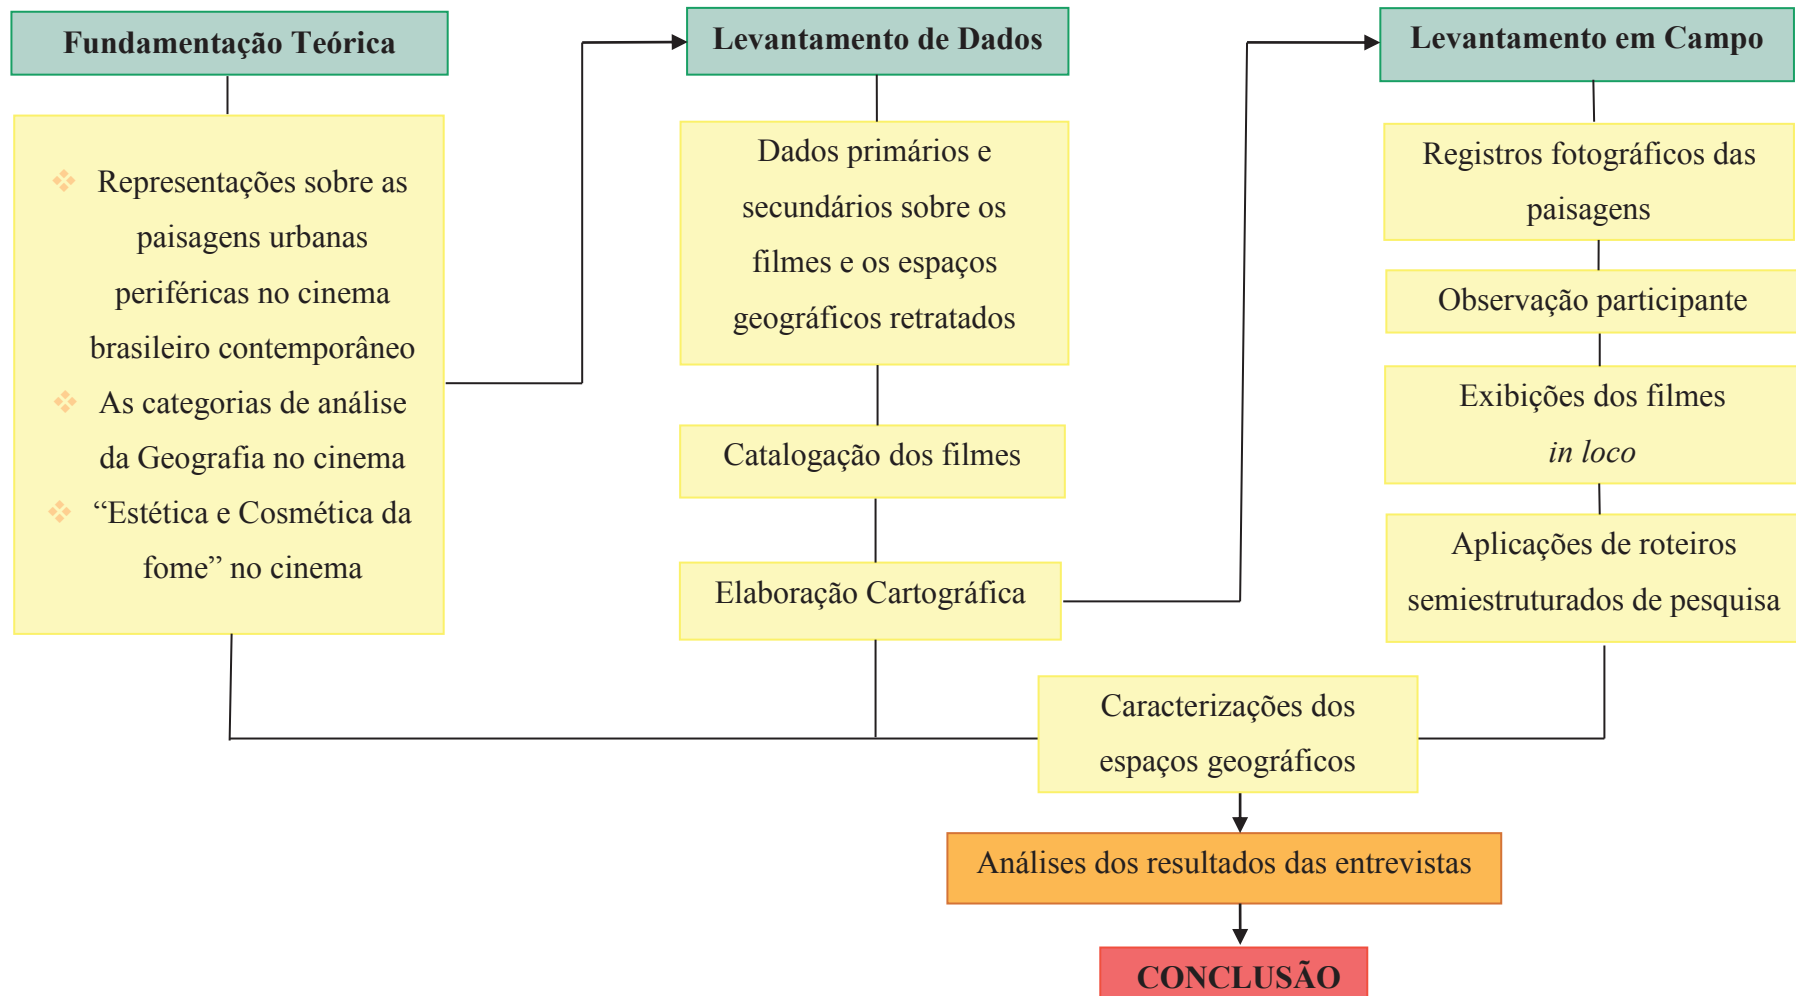 Fundamentação Teórica
Representações sobre as
paisagens urbanas
periféricas no cinema
brasileiro contemporâneo
As categorias de análise
da Geografia no cinema
“Estética e Cosmética da
fome” no cinema
Levantamento de Dados
Dados primários e
secundários sobre os
filmes e os espaços
geográficos retratados
Catalogação dos filmes
Elaboração Cartográfica
Levantamento em Campo
Registros fotográficos das
paisagens
Observação participante
Exibições dos filmes
in loco
Aplicações de roteiros
semiestruturados de pesquisa
Caracterizações dos
espaços geográficos
Análises dos resultados das entrevistas
CONCLUSÃO